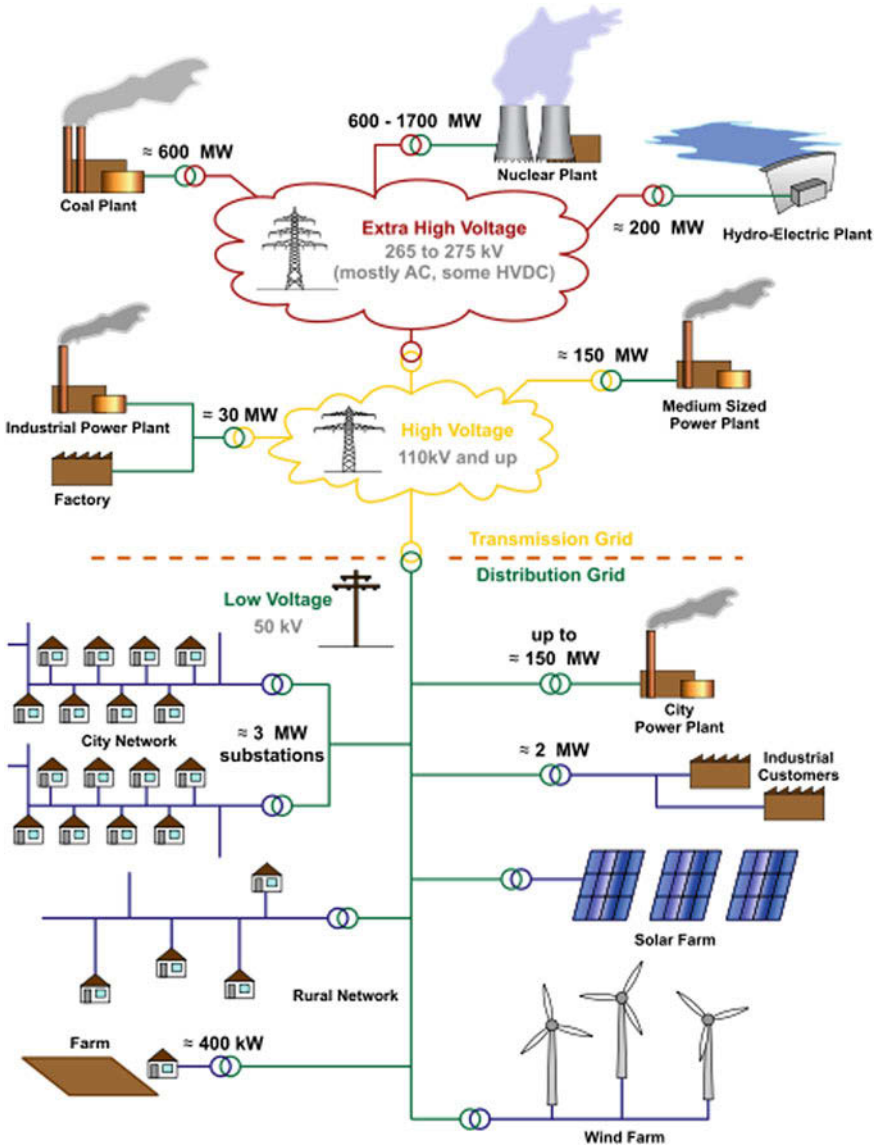 ≈ 600 MW
Coal Plant
600 - 1700 MW
Nuclear Plant
≈ 200 MW
Hydro-Electric Plant
Extra High Voltage
265 to 275 kV
(mostly AC, some HVDC)
≈ 150 MW
Medium Sized
Power Plant
Industrial Power Plant
≈ 30 MW
Factory
High Voltage
110kV and up
Transmission Grid
Distribution Grid
Low Voltage
50 kV
up to
≈ 150 MW
City
Power Plant
City Network
≈ 3 MW
substations
≈ 2 MW
Industrial
Customers
Solar Farm
Rural Network
Farm
≈ 400 kW
Wind Farm